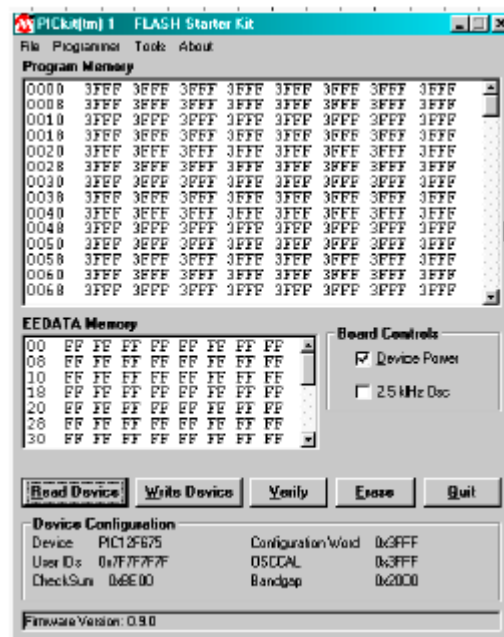 PICkit(tm) 1 FLASH Starter Kit
File Programmer Tools About
Program Memory
0000 3FFF 3FFF 3FFF 3FFF 3FFF 3FFF 3FFF 3FFF
0008 3FFF 3FFF 3FFF 3FFF 3FFF 3FFF 3FFF 3FFF
0010 3FFF 3FFF 3FFF 3FFF 3FFF 3FFF 3FFF 3FFF
0018 3FFF 3FFF 3FFF 3FFF 3FFF 3FFF 3FFF 3FFF
0020 3FFF 3FFF 3FFF 3FFF 3FFF 3FFF 3FFF 3FFF
0028 3FFF 3FFF 3FFF 3FFF 3FFF 3FFF 3FFF 3FFF
0030 3FFF 3FFF 3FFF 3FFF 3FFF 3FFF 3FFF 3FFF
0038 3FFF 3FFF 3FFF 3FFF 3FFF 3FFF 3FFF 3FFF
0040 3FFF 3FFF 3FFF 3FFF 3FFF 3FFF 3FFF 3FFF
0048 3FFF 3FFF 3FFF 3FFF 3FFF 3FFF 3FFF 3FFF
0050 3FFF 3FFF 3FFF 3FFF 3FFF 3FFF 3FFF 3FFF
0058 3FFF 3FFF 3FFF 3FFF 3FFF 3FFF 3FFF 3FFF
0060 3FFF 3FFF 3FFF 3FFF 3FFF 3FFF 3FFF 3FFF
0068 3FFF 3FFF 3FFF 3FFF 3FFF 3FFF 3FFF 3FFF
EEDATA Memory
00 FF FF FF FF FF FF FF FF
08 FF FF FF FF FF FF FF FF
10 FF FF FF FF FF FF FF FF
18 FF FF FF FF FF FF FF FF
20 FF FF FF FF FF FF FF FF
28 FF FF FF FF FF FF FF FF
30 FF FF FF FF FF FF FF FF
Board Controls
Device Power
2.5 kHz Osc
Read Device Write Device Verify Erase Quit
Device Configuration
Device PIC12F675 Configuration Word 0x3FFF
User IDs 0x7F7F7F7F OSCCAL 0x3FFF
CheckSum 0xBE00 Bandgap 0x2000
Firmware Version: 0.9.0